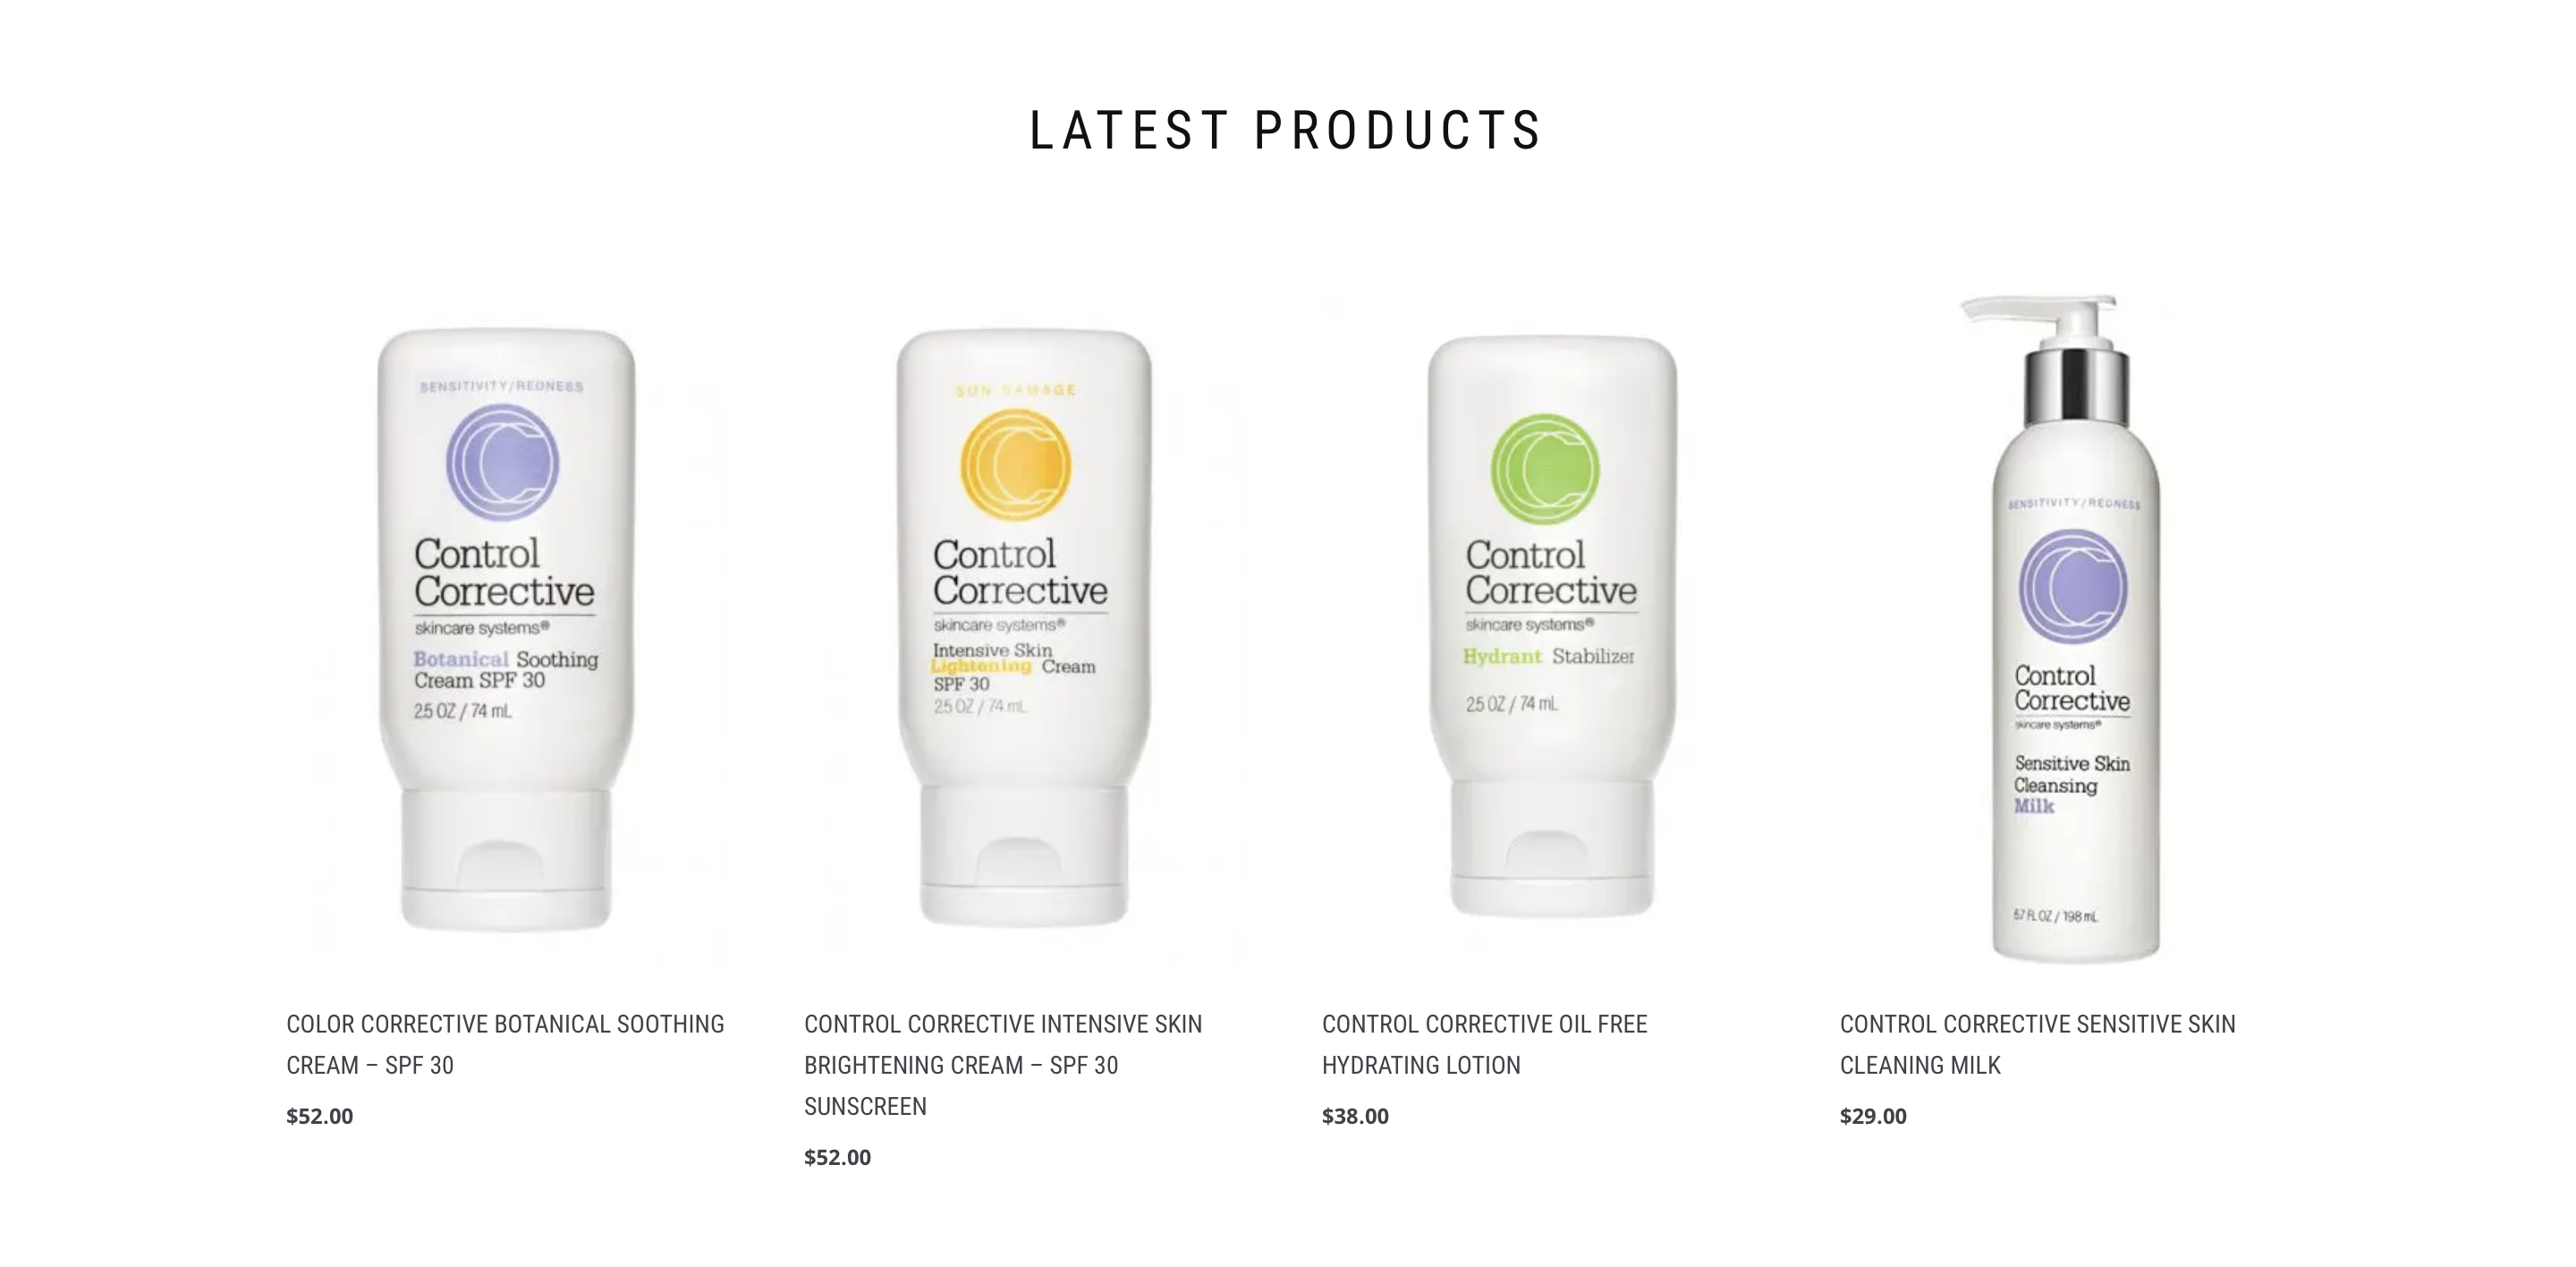 LATEST PRODUCTS
SENSITIVITY/REDNESS
Control
Corrective
skincare systems®
Botanical Soothing
Cream SPF 30
2.5 OZ / 74 mL
SUN DAMAGE
Control
Corrective
skincare systems®
Intensive Skin
Lightening Cream
SPF 30
2.5 OZ / 74 mL
Control
Corrective
skincare systems®
Hydrant Stabilizer
2.5 OZ / 74 mL
SENSITIVITY/REDNESS
Control
Corrective
skincare systems®
Sensitive Skin
Cleansing
Milk
6.7 FL OZ / 198 mL
COLOR CORRECTIVE BOTANICAL SOOTHING
CREAM – SPF 30
$52.00
CONTROL CORRECTIVE INTENSIVE SKIN
BRIGHTENING CREAM – SPF 30
SUNSCREEN
$52.00
CONTROL CORRECTIVE OIL FREE
HYDRATING LOTION
$38.00
CONTROL CORRECTIVE SENSITIVE SKIN
CLEANING MILK
$29.00